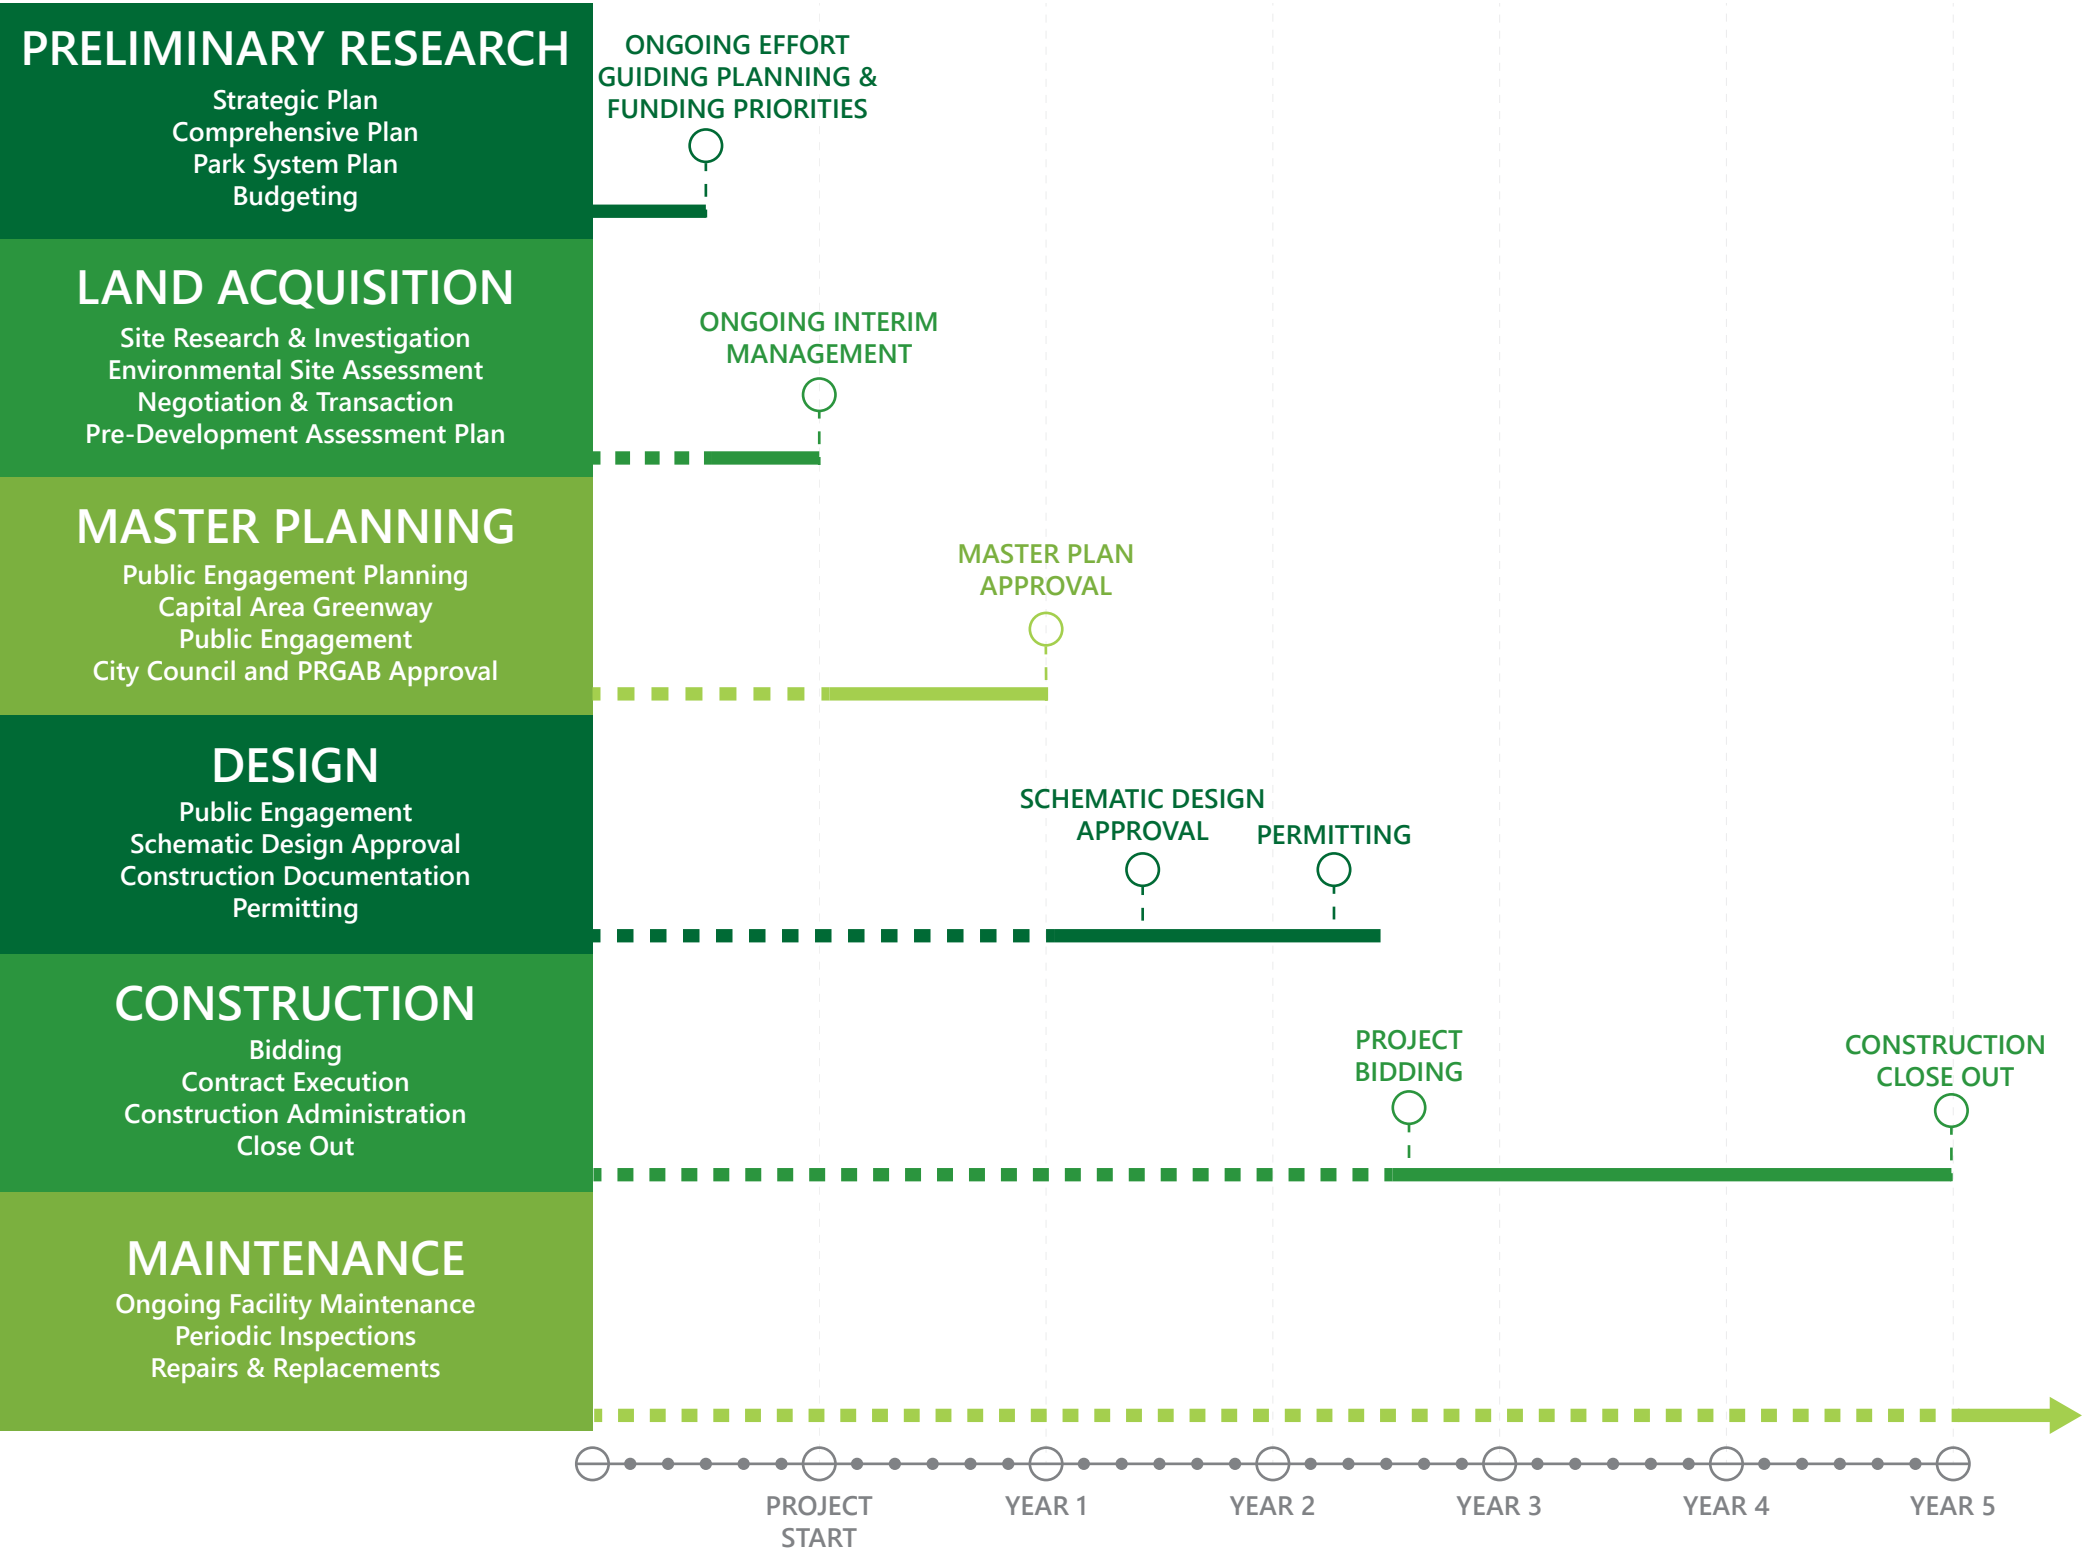 PRELIMINARY RESEARCH
Strategic Plan
Comprehensive Plan
Park System Plan
Budgeting
ONGOING EFFORT
GUIDING PLANNING &
FUNDING PRIORITIES
LAND ACQUISITION
Site Research & Investigation
Environmental Site Assessment
Negotiation & Transaction
Pre-Development Assessment Plan
ONGOING INTERIM
MANAGEMENT
MASTER PLANNING
Public Engagement Planning
Capital Area Greenway
Public Engagement
City Council and PRGAB Approval
MASTER PLAN
APPROVAL
DESIGN
Public Engagement
Schematic Design Approval
Construction Documentation
Permitting
SCHEMATIC DESIGN
APPROVAL
PERMITTING
CONSTRUCTION
Bidding
Contract Execution
Construction Administration
Close Out
PROJECT
BIDDING
CONSTRUCTION
CLOSE OUT
MAINTENANCE
Ongoing Facility Maintenance
Periodic Inspections
Repairs & Replacements
PROJECT
START
YEAR 1
YEAR 2
YEAR 3
YEAR 4
YEAR 5